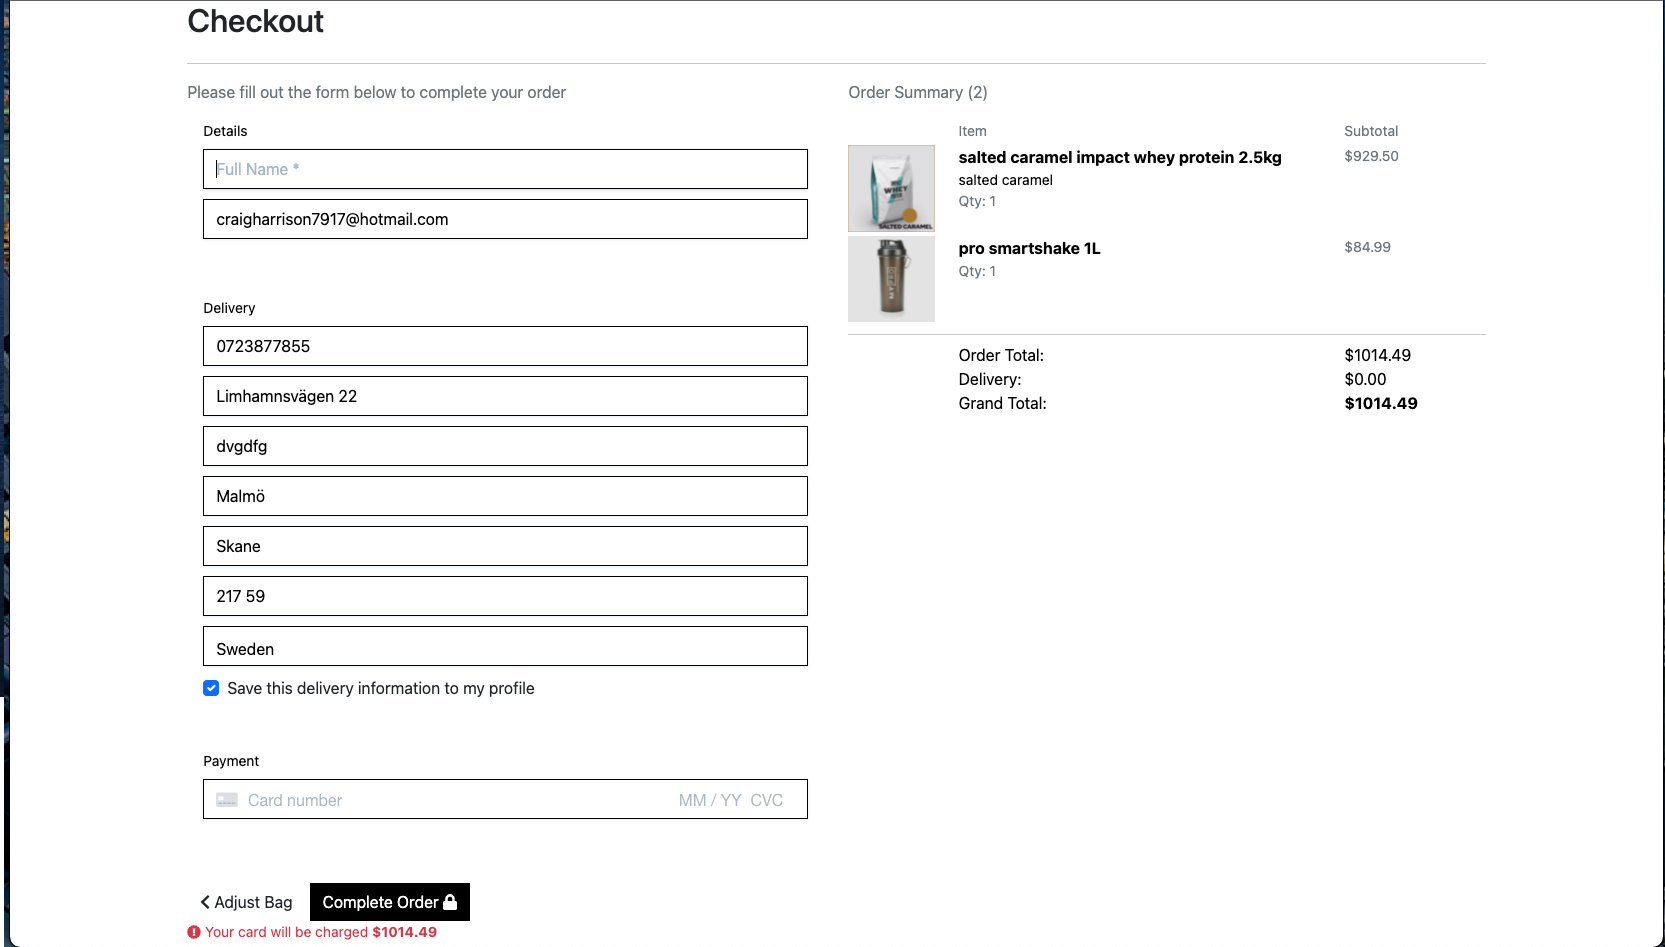 Checkout
Please fill out the form below to complete your order
Details
Full Name *
craigharrison7917@hotmail.com
Delivery
0723877855
Limhamnsvägen 22
dvgdfg
Malmö
Skane
217 59
Sweden
Save this delivery information to my profile
Payment
Card number MM / YY CVC
Adjust Bag Complete Order
Your card will be charged $1014.49
Order Summary (2)
Item Subtotal
WHEY
SALTED CARAMEL
salted caramel impact whey protein 2.5kg $929.50
salted caramel
Qty: 1
MYPRO
pro smartshake 1L $84.99
Qty: 1
Order Total: $1014.49
Delivery: $0.00
Grand Total: $1014.49